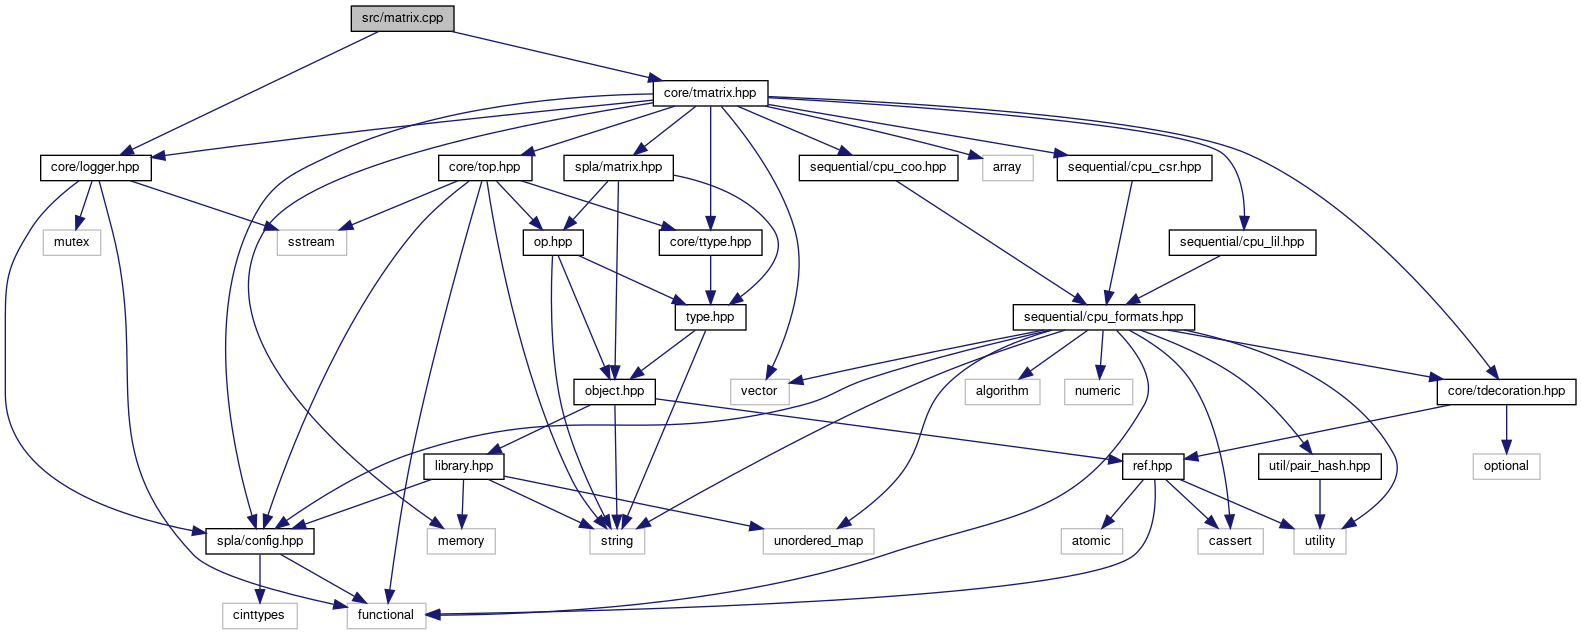 src/matrix.cpp
core/tmatrix.hpp
core/logger.hpp
core/top.hpp
spla/matrix.hpp
sequential/cpu_coo.hpp
array
sequential/cpu_csr.hpp
mutex
sstream
op.hpp
core/ttype.hpp
sequential/cpu_lil.hpp
type.hpp
sequential/cpu_formats.hpp
object.hpp
vector
algorithm
numeric
core/tdecoration.hpp
library.hpp
ref.hpp
util/pair_hash.hpp
optional
spla/config.hpp
memory
string
unordered_map
atomic
cassert
utility
cinttypes
functional